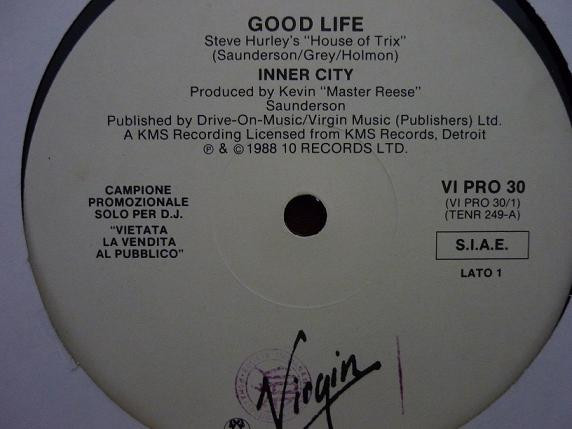 GOOD LIFE
Steve Hurley's "House of Trix"
(Saunderson/Grey/Holmon)
INNER CITY
Produced by Kevin "Master Reese"
Saunderson
Published by Drive-On-Music/Virgin Music (Publishers) Ltd.
A KMS Recording Licensed from KMS Records, Detroit
℗ & © 1988 10 RECORDS LTD.
CAMPIONE
PROMOZIONALE
SOLO PER D.J.
"VIETATA
LA VENDITA
AL PUBBLICO"
VI PRO 30
(VI PRO 30/1)
(TENR 249-A)
S.I.A.E.
LATO 1
Virgin